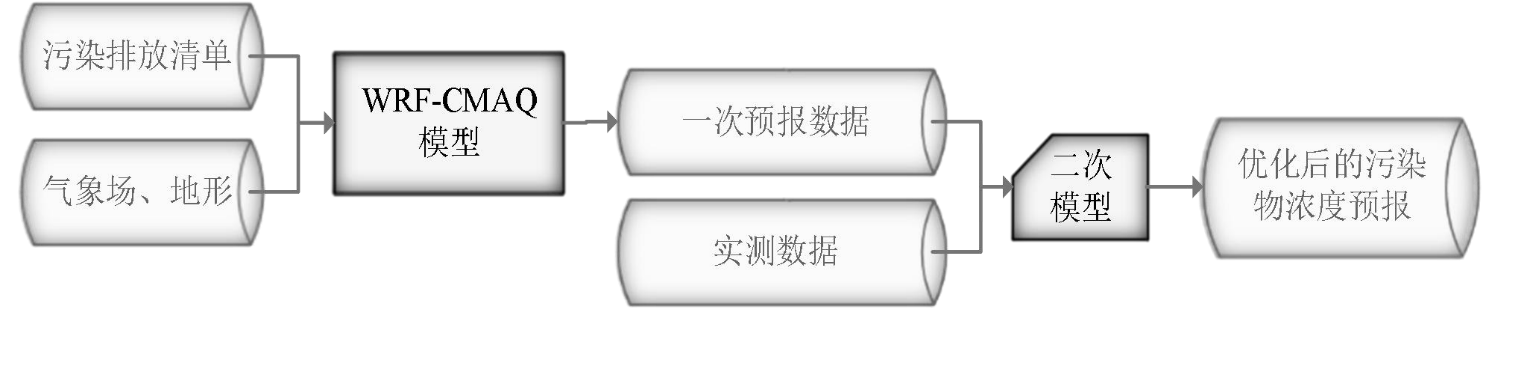 污染排放清单
气象场、地形
WRF-CMAQ
模型
一次预报数据
实测数据
二次
模型
优化后的污染
物浓度预报